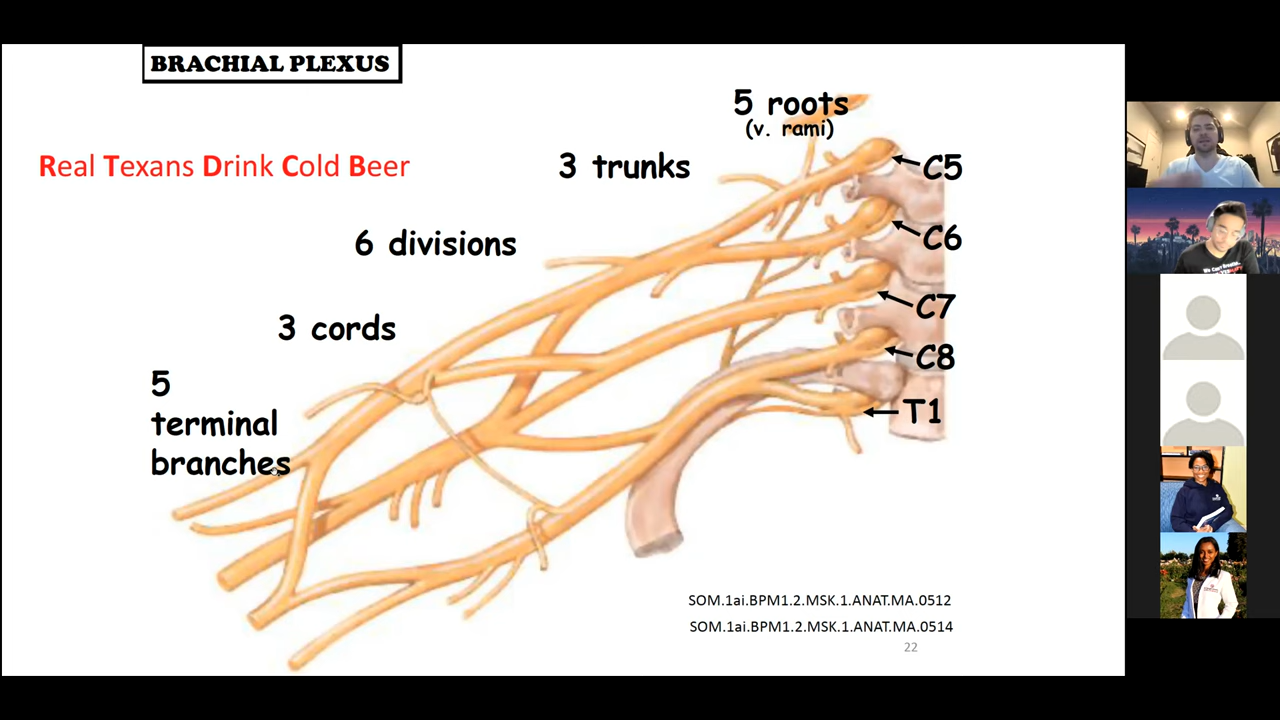 BRACHIAL PLEXUS
5 roots
(v. rami)
Real Texans Drink Cold Beer
3 trunks
C5
6 divisions
C6
C7
3 cords
C8
5
terminal
branches
T1
SOM.1ai.BPM1.2.MSK.1.ANAT.MA.0512
SOM.1ai.BPM1.2.MSK.1.ANAT.MA.0514
22